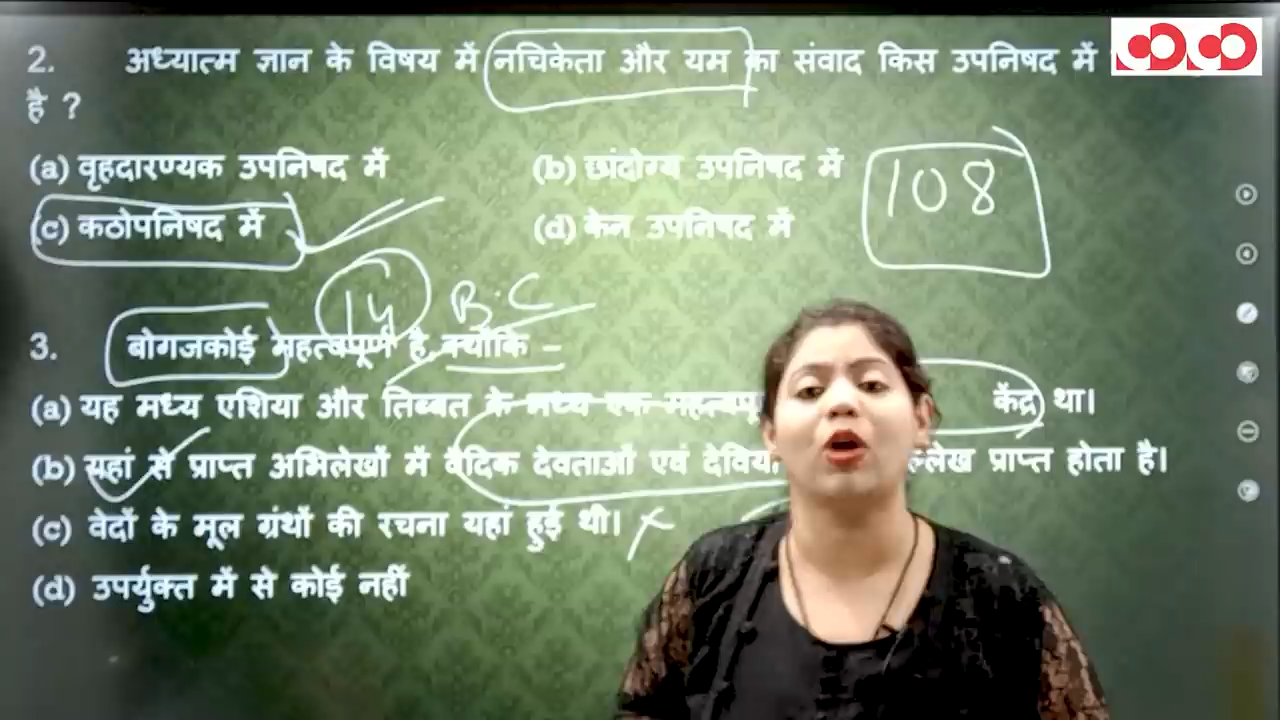 2. अध्यात्म ज्ञान के विषय में नचिकेता और यम का संवाद किस उपनिषद में
है ?
(a) वृहदारण्यक उपनिषद में (b) छांदोग्य उपनिषद में
108
(c) कठोपनिषद में (d) केन उपनिषद में
14 B.C
3. बोगजकोई महत्वपूर्ण है क्योंकि –
(a) यह मध्य एशिया और तिब्बत के मध्य एक केंद्र था।
(b) यहां से प्राप्त अभिलेखों में वैदिक देवताओं एवं प्राप्त होता है।
(c) वेदों के मूल ग्रंथों की रचना यहां हुई थी।
(d) उपर्युक्त में से कोई नहीं